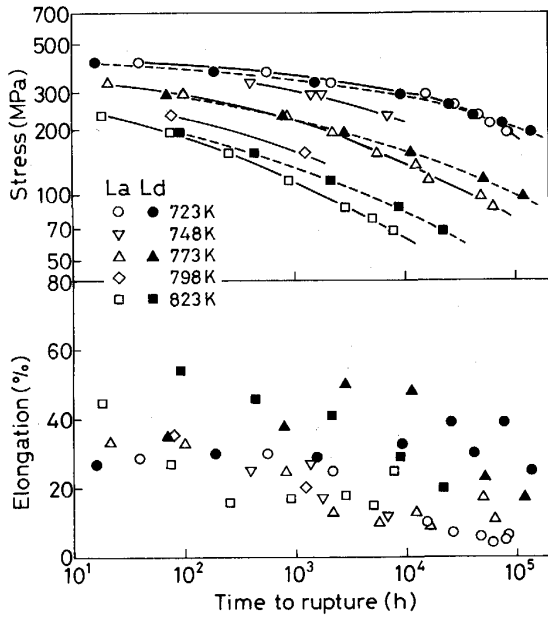 700
500
300
200
100
70
50
Stress (MPa)
La Ld
723K
748K
773K
798K
823K
80
60
40
20
0
Elongation (%)
10¹ 10² 10³ 10⁴ 10⁵
Time to rupture (h)